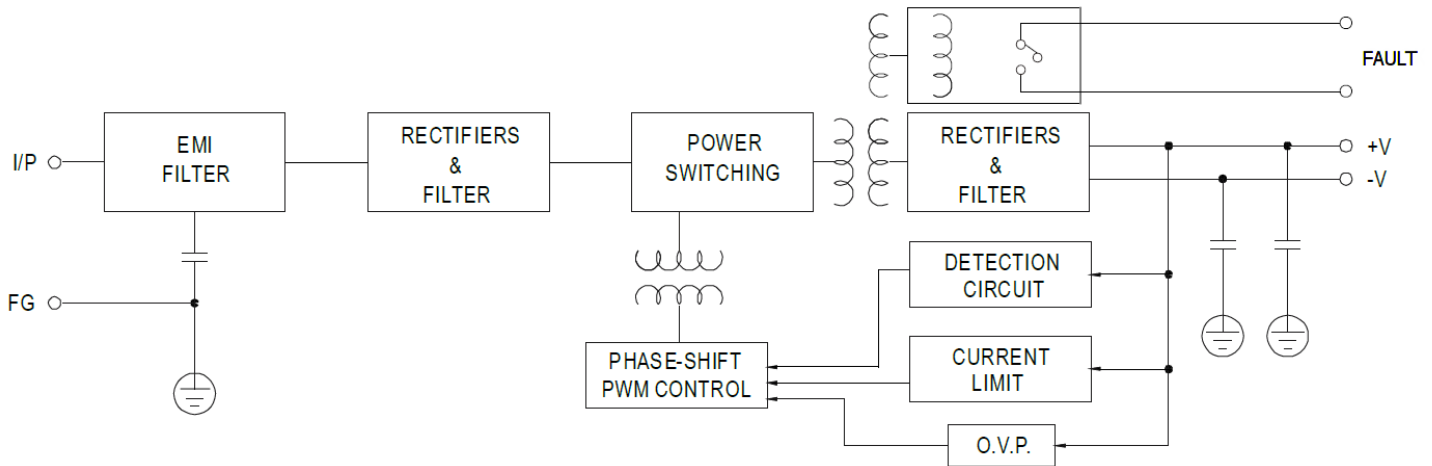 FAULT
I/P
EMI
FILTER
RECTIFIERS
&
FILTER
POWER
SWITCHING
RECTIFIERS
&
FILTER
+V
-V
DETECTION
CIRCUIT
FG
PHASE-SHIFT
PWM CONTROL
CURRENT
LIMIT
O.V.P.